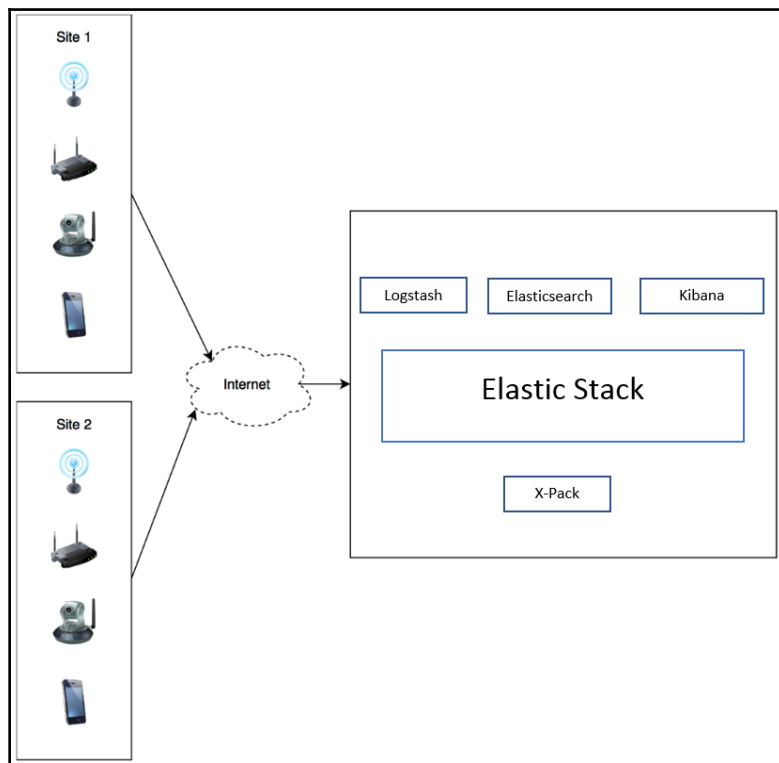 Site 1
Site 2
Internet
Logstash
Elasticsearch
Kibana
Elastic Stack
X-Pack